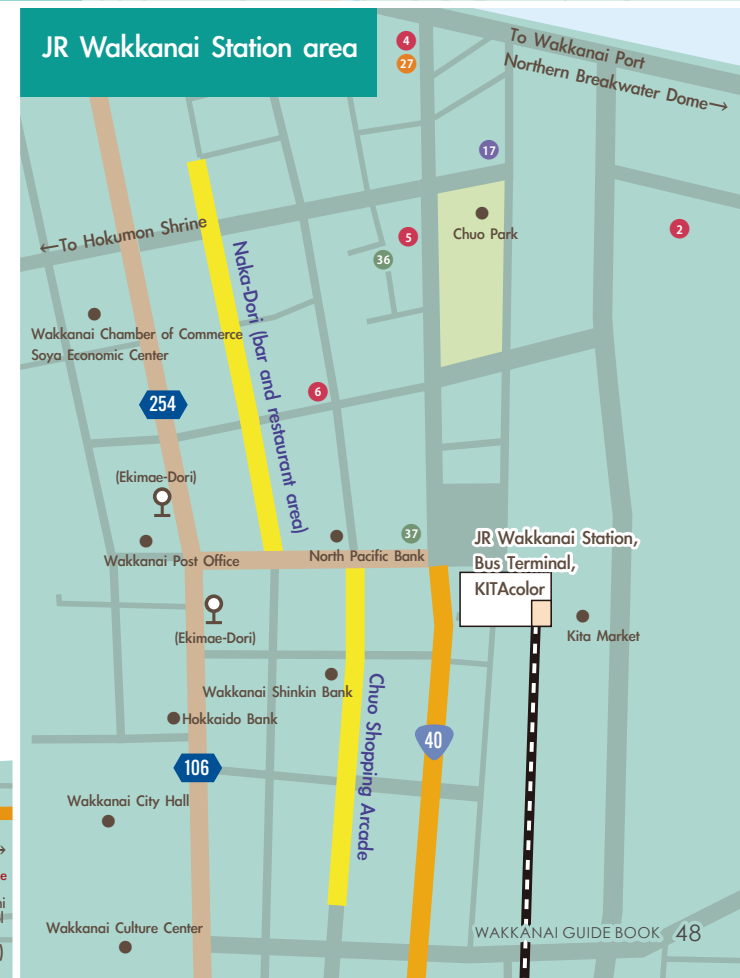 JR Wakkanai Station area
4
27
To Wakkanai Port
Northern Breakwater Dome→
17
←To Hokumon Shrine
Chuo Park
2
5
36
Naka-Dori (bar and restaurant area)
Wakkanai Chamber of Commerce
Soya Economic Center
254
6
(Ekimae-Dori)
37
JR Wakkanai Station,
Bus Terminal,
KITAcolor
Wakkanai Post Office
North Pacific Bank
(Ekimae-Dori)
Kita Market
Wakkanai Shinkin Bank
Hokkaido Bank
Chuo Shopping Arcade
40
106
Wakkanai City Hall
Wakkanai Culture Center
WAKKANAI GUIDE BOOK 48